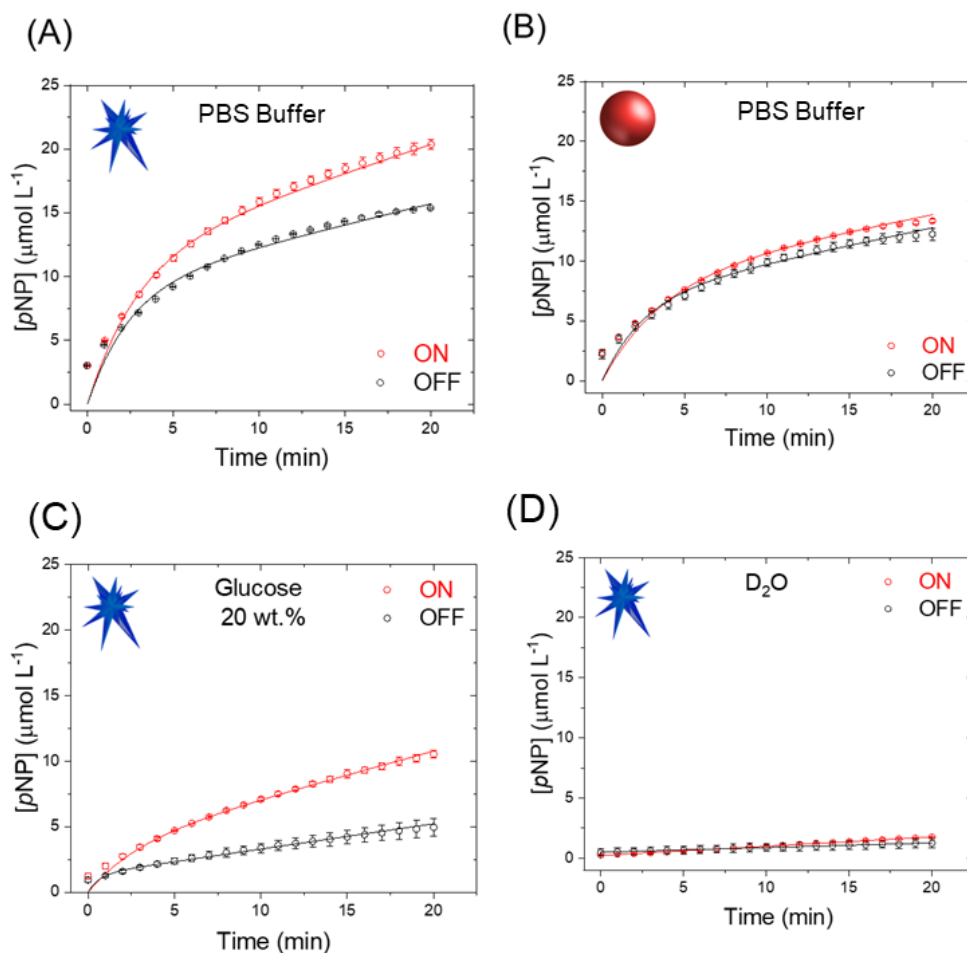 (A)
PBS Buffer
[pNP] (μmol L⁻¹)
25
20
15
10
5
0
ON
OFF
0 5 10 15 20
Time (min)
(B)
PBS Buffer
[pNP] (μmol L⁻¹)
25
20
15
10
5
0
ON
OFF
0 5 10 15 20
Time (min)
(C)
Glucose
20 wt.%
ON
OFF
[pNP] (μmol L⁻¹)
25
20
15
10
5
0
0 5 10 15 20
Time (min)
(D)
D₂O
ON
OFF
[pNP] (μmol L⁻¹)
25
20
15
10
5
0
0 5 10 15 20
Time (min)